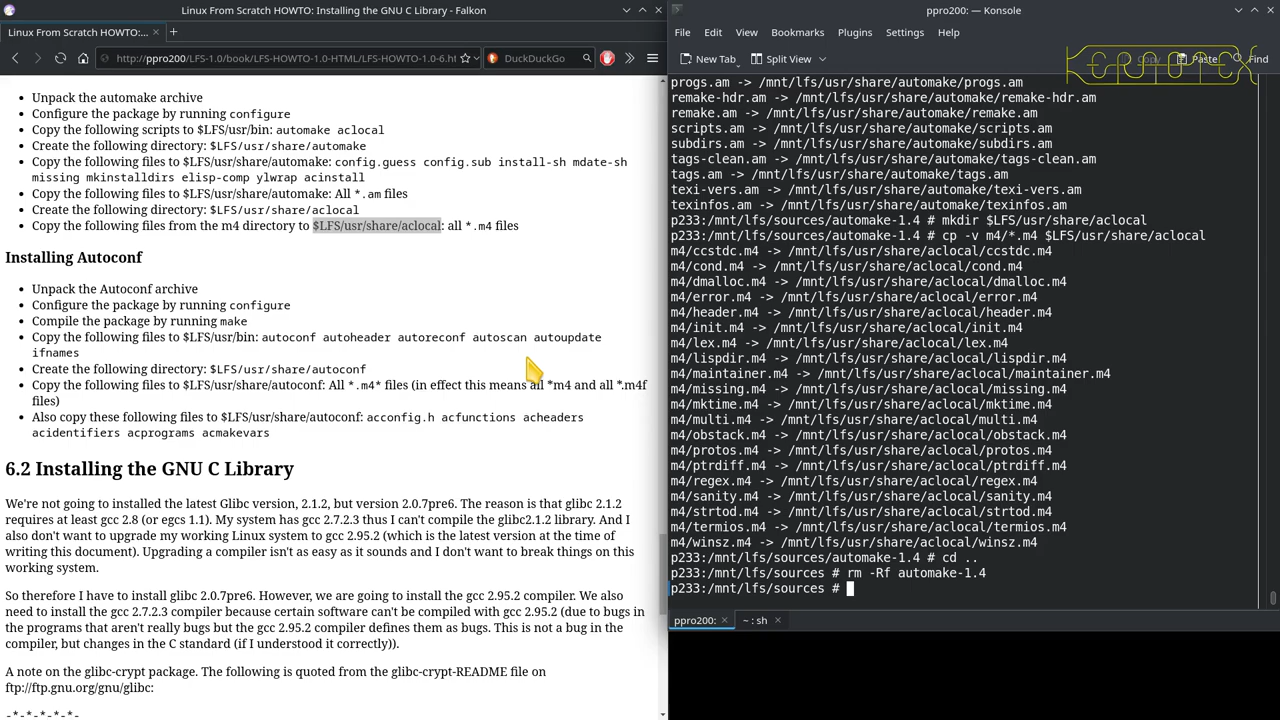 Linux From Scratch HOWTO: Installing the GNU C Library - Falkon
Linux From Scratch HOWTO:...
http://ppro200/LFS-1.0/book/LFS-HOWTO-1.0-HTML/LFS-HOWTO-1.0-6.ht
DuckDuckGo
Unpack the automake archive
Configure the package by running configure
Copy the following scripts to $LFS/usr/bin: automake aclocal
Create the following directory: $LFS/usr/share/automake
Copy the following files to $LFS/usr/share/automake: config.guess config.sub install-sh mdate-sh
missing mkinstalldirs elisp-comp ylwrap acinstall
Copy the following files to $LFS/usr/share/automake: All *.am files
Create the following directory: $LFS/usr/share/aclocal
Copy the following files from the m4 directory to $LFS/usr/share/aclocal: all *.m4 files
Installing Autoconf
Unpack the Autoconf archive
Configure the package by running configure
Compile the package by running make
Copy the following files to $LFS/usr/bin: autoconf autoheader autoreconf autoscan autoupdate
ifnames
Create the following directory: $LFS/usr/share/autoconf
Copy the following files to $LFS/usr/share/autoconf: All *.m4* files (in effect this means all *m4 and all *.m4f
files)
Also copy these following files to $LFS/usr/share/autoconf: acconfig.h acfunctions acheaders
acidentifiers acprograms acmakevars
6.2 Installing the GNU C Library
We're not going to installed the latest Glibc version, 2.1.2, but version 2.0.7pre6. The reason is that glibc 2.1.2
requires at least gcc 2.8 (or egcs 1.1). My system has gcc 2.7.2.3 thus I can't compile the glibc2.1.2 library. And I
also don't want to upgrade my working Linux system to gcc 2.95.2 (which is the latest version at the time of
writing this document). Upgrading a compiler isn't as easy as it sounds and I don't want to break things on this
working system.
So therefore I have to install glibc 2.0.7pre6. However, we are going to install the gcc 2.95.2 compiler. We also
need to install the gcc 2.7.2.3 compiler because certain software can't be compiled with gcc 2.95.2 (due to bugs in
the programs that aren't really bugs but the gcc 2.95.2 compiler defines them as bugs. This is not a bug in the
compiler, but changes in the C standard (if I understood it correctly)).
A note on the glibc-crypt package. The following is quoted from the glibc-crypt-README file on
ftp://ftp.gnu.org/gnu/glibc:
-*-*-*-*-*-
ppro200: — Konsole
File Edit View Bookmarks Plugins Settings Help
New Tab Split View Copy Paste Find
progs.am -> /mnt/lfs/usr/share/automake/progs.am
remake-hdr.am -> /mnt/lfs/usr/share/automake/remake-hdr.am
remake.am -> /mnt/lfs/usr/share/automake/remake.am
scripts.am -> /mnt/lfs/usr/share/automake/scripts.am
subdirs.am -> /mnt/lfs/usr/share/automake/subdirs.am
tags-clean.am -> /mnt/lfs/usr/share/automake/tags-clean.am
tags.am -> /mnt/lfs/usr/share/automake/tags.am
texi-vers.am -> /mnt/lfs/usr/share/automake/texi-vers.am
texinfos.am -> /mnt/lfs/usr/share/automake/texinfos.am
p233:/mnt/lfs/sources/automake-1.4 # mkdir $LFS/usr/share/aclocal
p233:/mnt/lfs/sources/automake-1.4 # cp -v m4/*.m4 $LFS/usr/share/aclocal
m4/ccstdc.m4 -> /mnt/lfs/usr/share/aclocal/ccstdc.m4
m4/cond.m4 -> /mnt/lfs/usr/share/aclocal/cond.m4
m4/dmalloc.m4 -> /mnt/lfs/usr/share/aclocal/dmalloc.m4
m4/error.m4 -> /mnt/lfs/usr/share/aclocal/error.m4
m4/header.m4 -> /mnt/lfs/usr/share/aclocal/header.m4
m4/init.m4 -> /mnt/lfs/usr/share/aclocal/init.m4
m4/lex.m4 -> /mnt/lfs/usr/share/aclocal/lex.m4
m4/lispdir.m4 -> /mnt/lfs/usr/share/aclocal/lispdir.m4
m4/maintainer.m4 -> /mnt/lfs/usr/share/aclocal/maintainer.m4
m4/missing.m4 -> /mnt/lfs/usr/share/aclocal/missing.m4
m4/mktime.m4 -> /mnt/lfs/usr/share/aclocal/mktime.m4
m4/multi.m4 -> /mnt/lfs/usr/share/aclocal/multi.m4
m4/obstack.m4 -> /mnt/lfs/usr/share/aclocal/obstack.m4
m4/protos.m4 -> /mnt/lfs/usr/share/aclocal/protos.m4
m4/ptrdiff.m4 -> /mnt/lfs/usr/share/aclocal/ptrdiff.m4
m4/regex.m4 -> /mnt/lfs/usr/share/aclocal/regex.m4
m4/sanity.m4 -> /mnt/lfs/usr/share/aclocal/sanity.m4
m4/strtod.m4 -> /mnt/lfs/usr/share/aclocal/strtod.m4
m4/termios.m4 -> /mnt/lfs/usr/share/aclocal/termios.m4
m4/winsz.m4 -> /mnt/lfs/usr/share/aclocal/winsz.m4
p233:/mnt/lfs/sources/automake-1.4 # cd ..
p233:/mnt/lfs/sources # rm -Rf automake-1.4
p233:/mnt/lfs/sources #
ppro200:
~ : sh